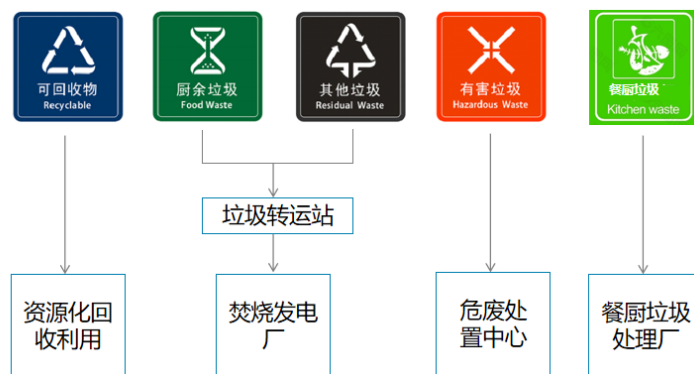 可回收物
Recyclable
厨余垃圾
Food Waste
其他垃圾
Residual Waste
有害垃圾
Hazardous Waste
餐厨垃圾
Kitchen waste
垃圾转运站
资源化回
收利用
焚烧发电
厂
危废处
置中心
餐厨垃圾
处理厂